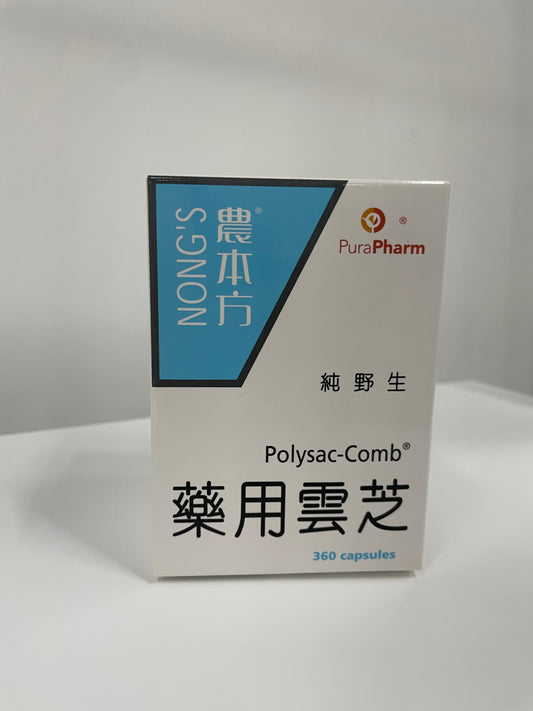 NONG'S
農本方®
PuraPharm®
純野生
Polysac-Comb®
藥用雲芝
360 capsules